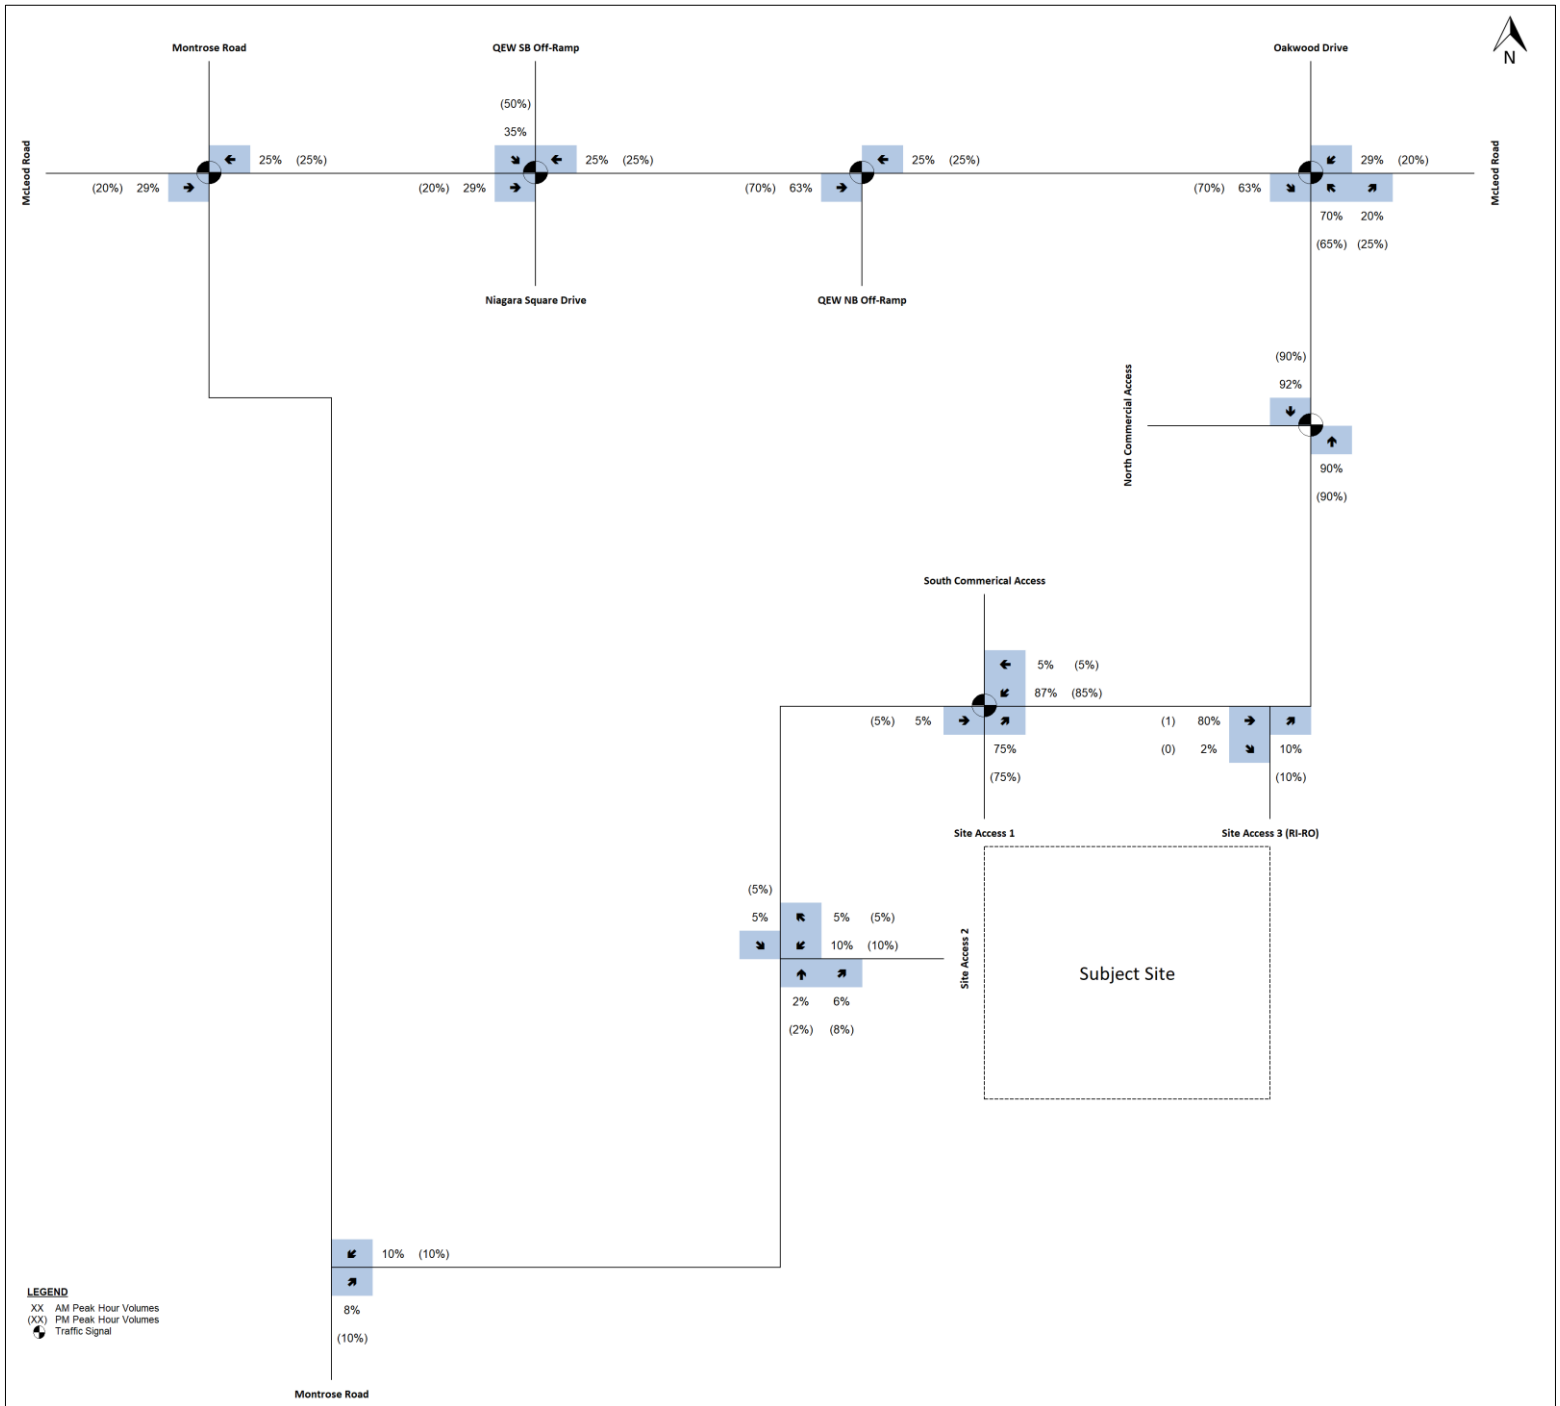 Montrose Road
QEW SB Off-Ramp
Oakwood Drive
N
(50%)
35%
McLeod Road
25% (25%)
25% (25%)
25% (25%)
29% (20%)
McLeod Road
(20%) 29%
(20%) 29%
(70%) 63%
(70%) 63%
70% 20%
(65%) (25%)
Niagara Square Drive
QEW NB Off-Ramp
(90%)
92%
North Commercial Access
90%
(90%)
South Commerical Access
5% (5%)
87% (85%)
(5%) 5%
(1) 80%
75%
(0) 2%
10%
(75%)
(10%)
Site Access 1
Site Access 3 (RI-RO)
(5%)
5%
5% (5%)
10% (10%)
Site Access 2
Subject Site
2% 6%
(2%) (8%)
10% (10%)
8%
(10%)
LEGEND
XX AM Peak Hour Volumes
(XX) PM Peak Hour Volumes
Traffic Signal
Montrose Road